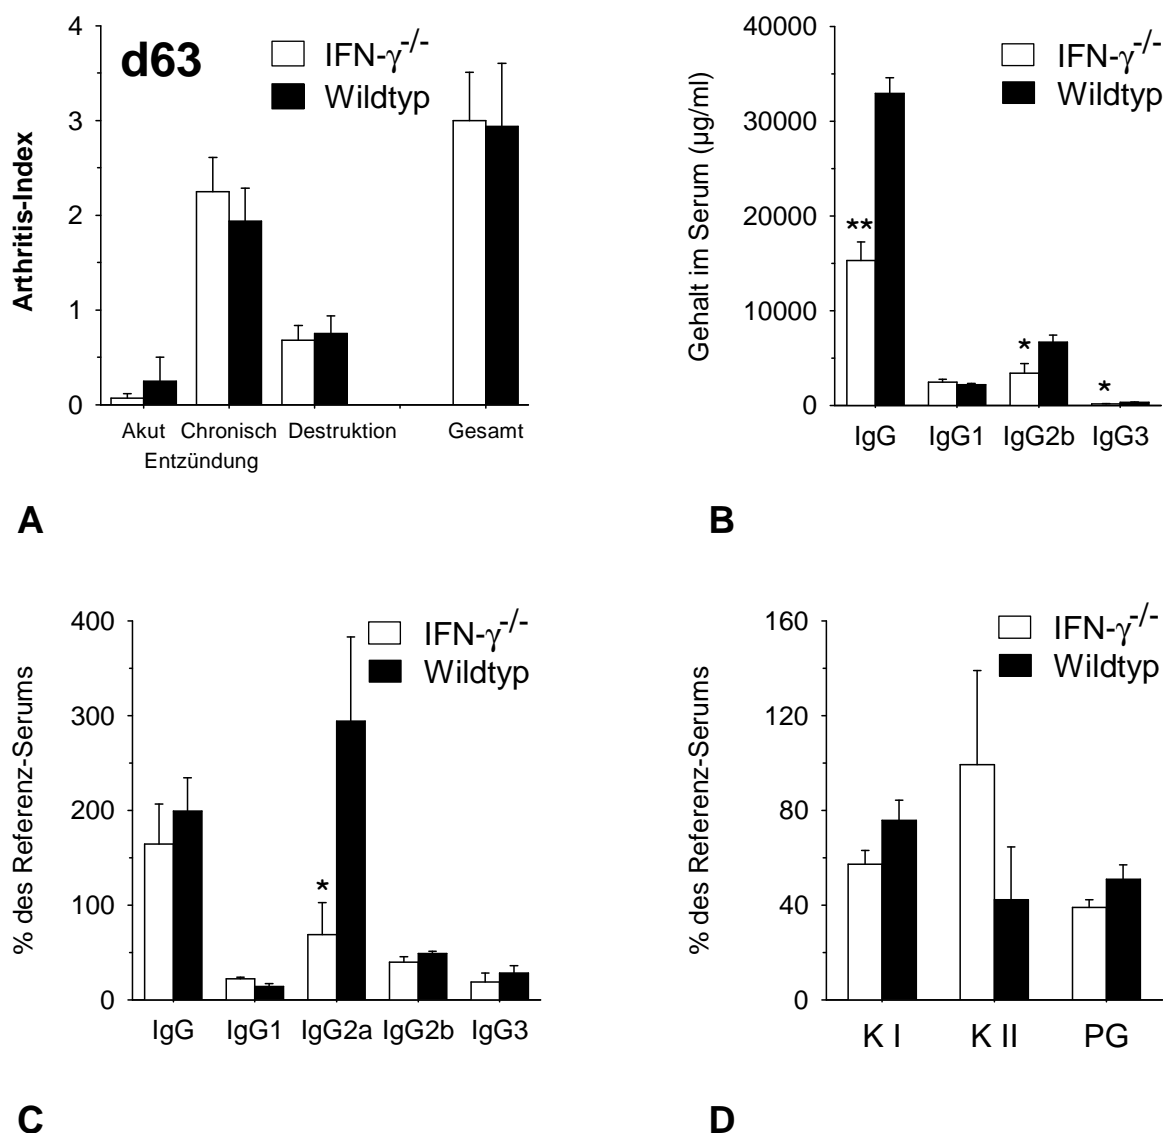 d63
IFN-γ-/-
Wildtyp
Arthritis-Index
4
3
2
1
0
Akut Chronisch Destruktion Gesamt
Entzündung
A
IFN-γ-/-
Wildtyp
Gehalt im Serum (µg/ml)
40000
30000
20000
10000
0
**
*
*
IgG IgG1 IgG2b IgG3
B
IFN-γ-/-
Wildtyp
% des Referenz-Serums
400
300
200
100
0
*
IgG IgG1 IgG2a IgG2b IgG3
C
IFN-γ-/-
Wildtyp
% des Referenz-Serums
160
120
80
40
0
K I K II PG
D